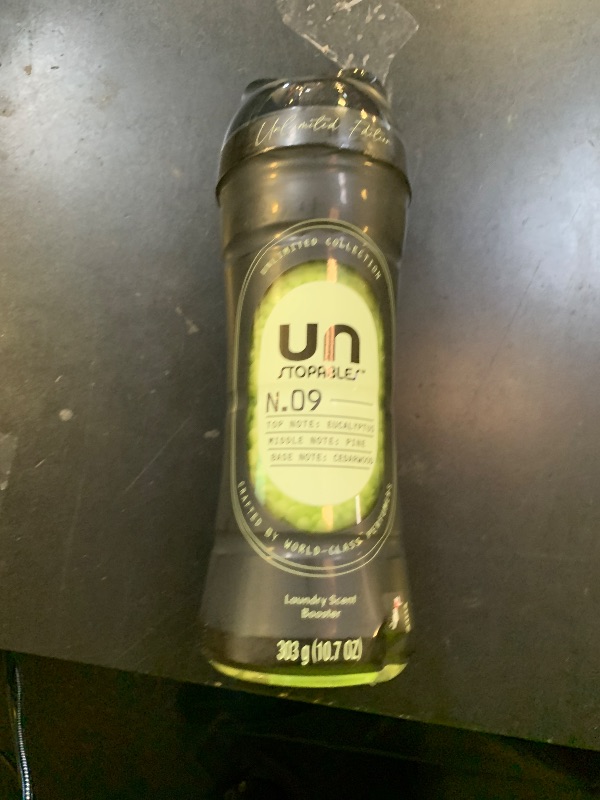 Unlimited Edition
UNLIMITED COLLECTION
un
STOPABLES™
N.09
TOP NOTE: EUCALYPTUS
MIDDLE NOTE: PINE
BASE NOTE: CEDARWOOD
CRAFTED BY WORLD-CLASS PERFUMERS
Laundry Scent
Booster
303 g (10.7 OZ)